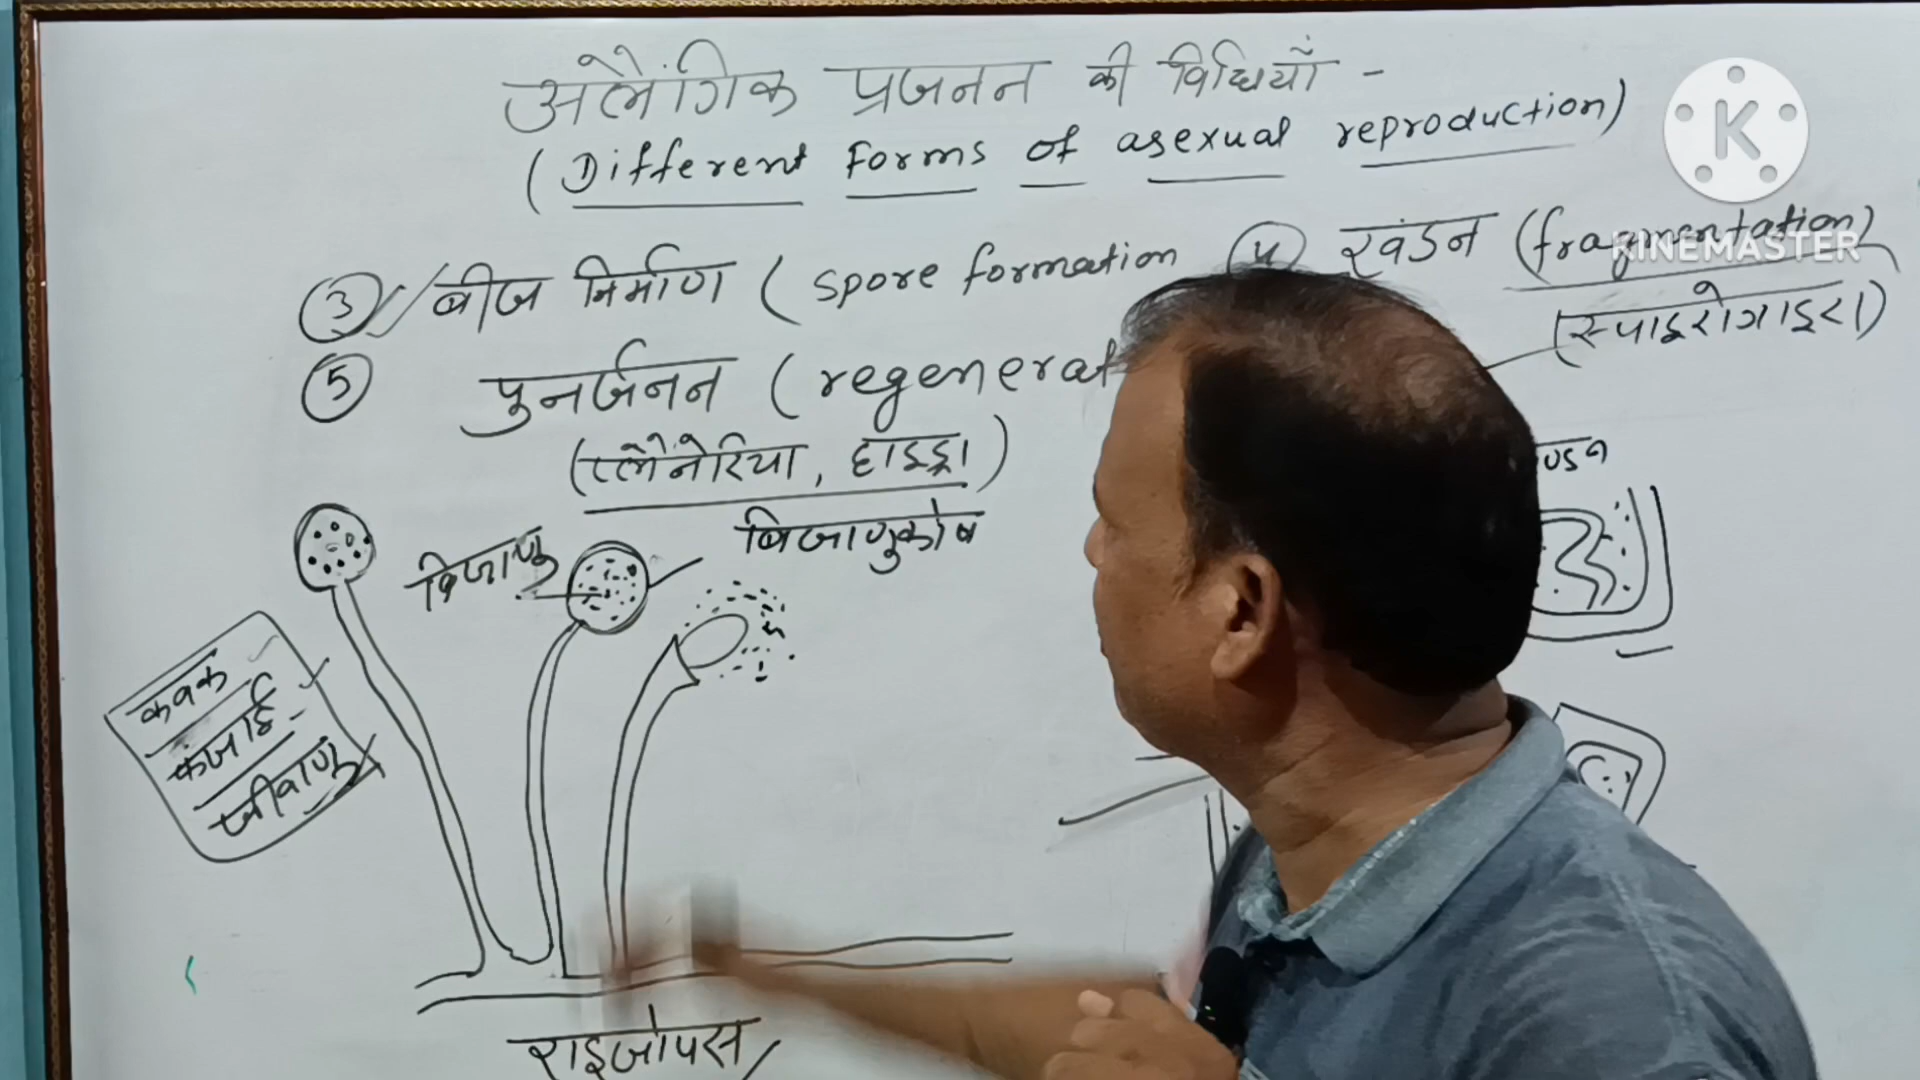 अलैंगिक प्रजनन की विधियाँ -
(Different forms of asexual reproduction)
K
KINEMASTER
③ बीज निर्माण (spore formation
④ खंडन (fragmentation)
(स्पाइरोगाइरा)
⑤ पुनर्जनन (regenerat
(प्लैनेरिया, हाइड्रा)
बिजाणुकोष
बिजाणु
कवक
कंजाई -
जीवाणु
राइजोपस